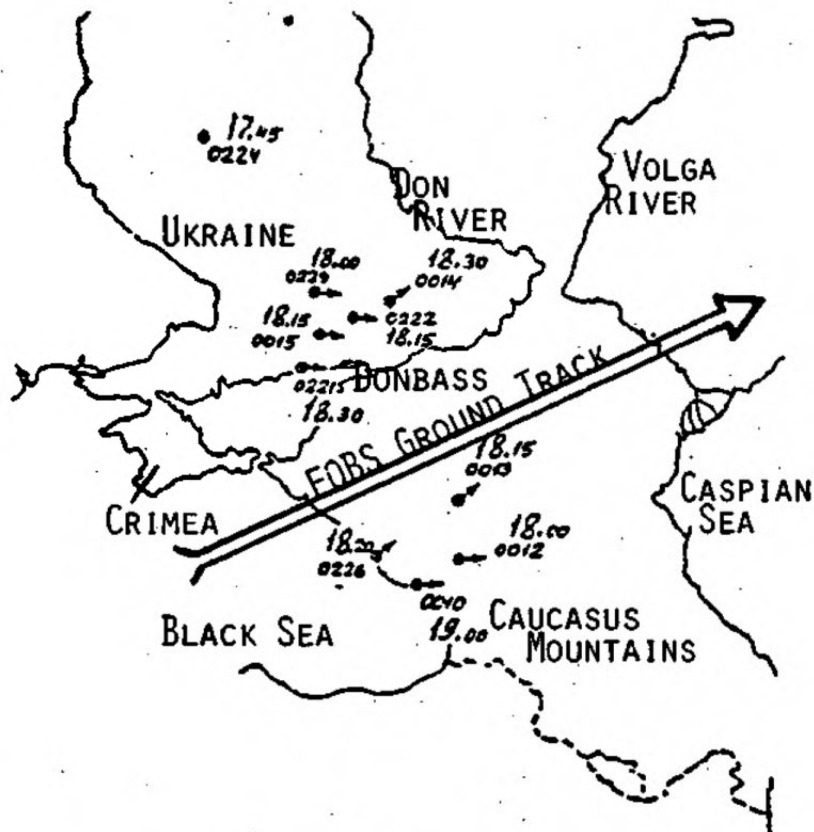 17.45
0224
DON
RIVER
VOLGA
RIVER
UKRAINE
18.00
0229
18.30
0014
18.15
0015
0222
18.15
DONBASS
18.30
FOBS GROUND TRACK
18.15
0013
CRIMEA
CASPIAN
SEA
18.00
0012
0226
0010
19.00
BLACK SEA
CAUCASUS
MOUNTAINS